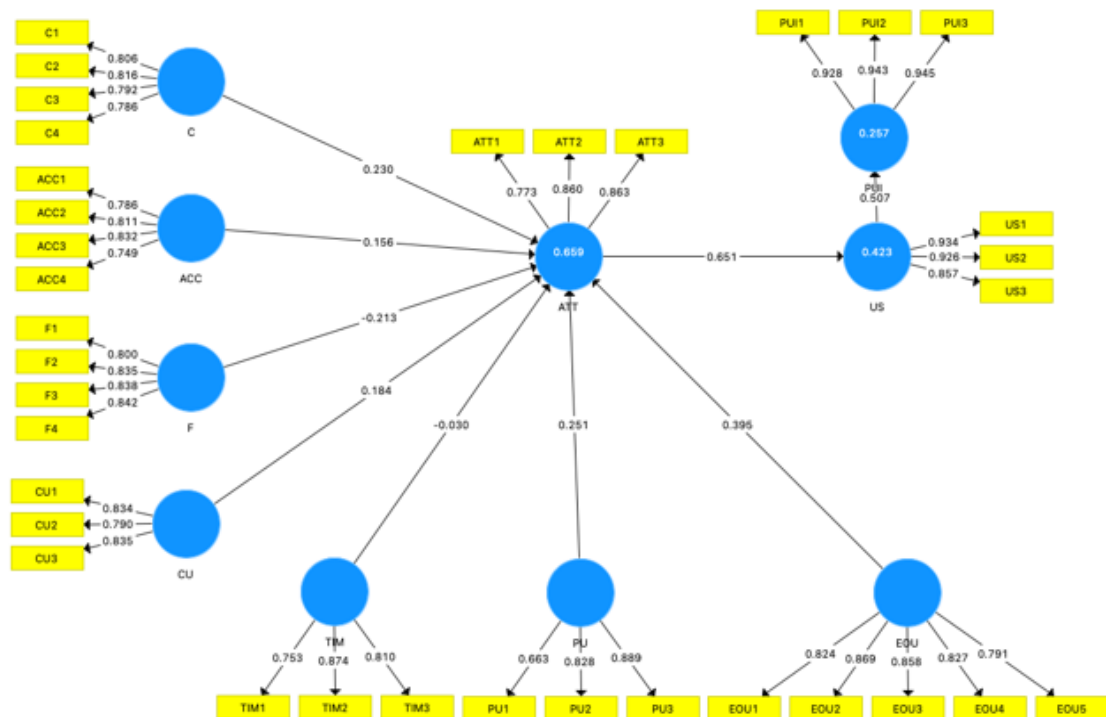 C1
C2
C3
C4
0.806
0.816
0.792
0.786
C
ACC1
ACC2
ACC3
ACC4
0.786
0.811
0.832
0.749
ACC
F1
F2
F3
F4
0.800
0.835
0.838
0.842
F
CU1
CU2
CU3
0.834
0.790
0.835
CU
0.230
0.156
-0.213
0.184
-0.030
0.251
0.395
ATT1
ATT2
ATT3
0.773
0.860
0.863
0.659
ATT
0.651
PUI1
PUI2
PUI3
0.928
0.943
0.945
0.257
PUI
0.507
0.423
US
0.934
0.926
0.857
US1
US2
US3
TIM
0.753
0.874
0.810
TIM1
TIM2
TIM3
PU
0.663
0.828
0.889
PU1
PU2
PU3
EOU
0.824
0.869
0.858
0.827
0.791
EOU1
EOU2
EOU3
EOU4
EOU5